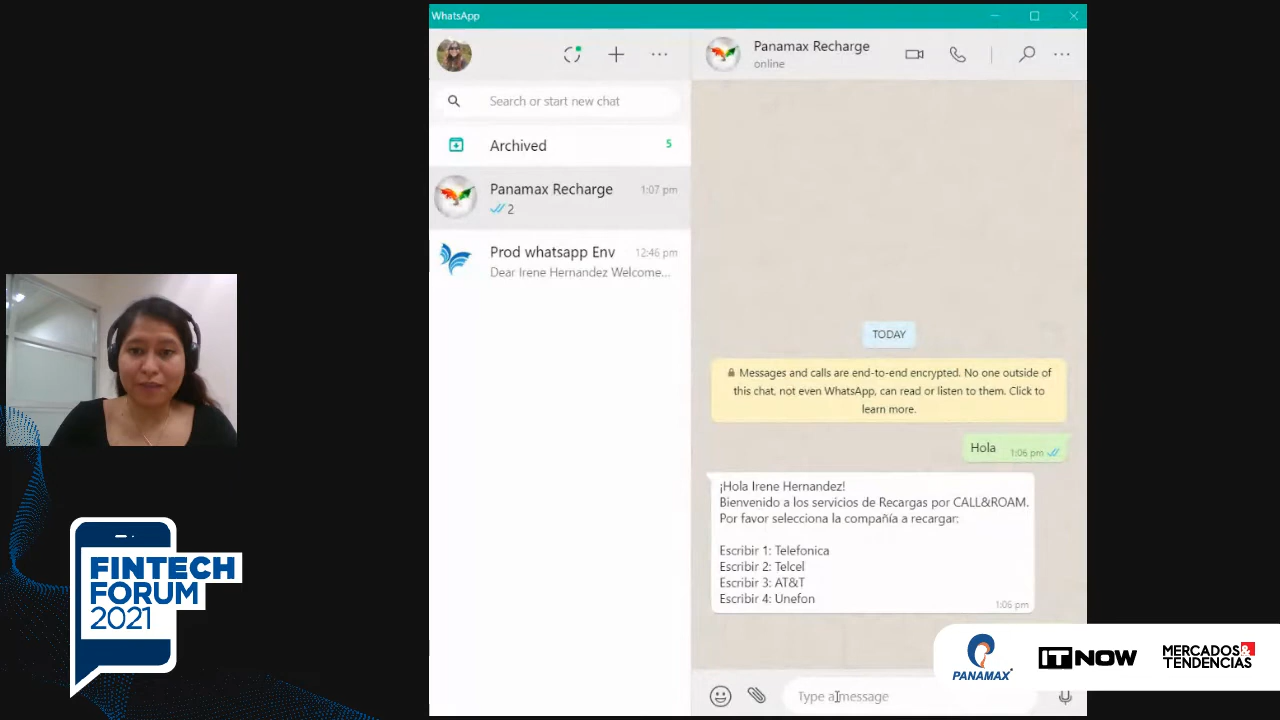 WhatsApp
Search or start new chat
Archived
5
Panamax Recharge
1:07 pm
2
Prod whatsapp Env
12:46 pm
Dear Irene Hernandez Welcome...
Panamax Recharge
online
TODAY
Messages and calls are end-to-end encrypted. No one outside of
this chat, not even WhatsApp, can read or listen to them. Click to
learn more.
Hola
1:06 pm
¡Hola Irene Hernandez!
Bienvenido a los servicios de Recargas por CALL&ROAM.
Por favor selecciona la compañía a recargar:
Escribir 1: Telefonica
Escribir 2: Telcel
Escribir 3: AT&T
Escribir 4: Unefon
1:06 pm
Type a message
FINTECH
FORUM
2021
PANAMAX
IT NOW
MERCADOS&
TENDENCIAS